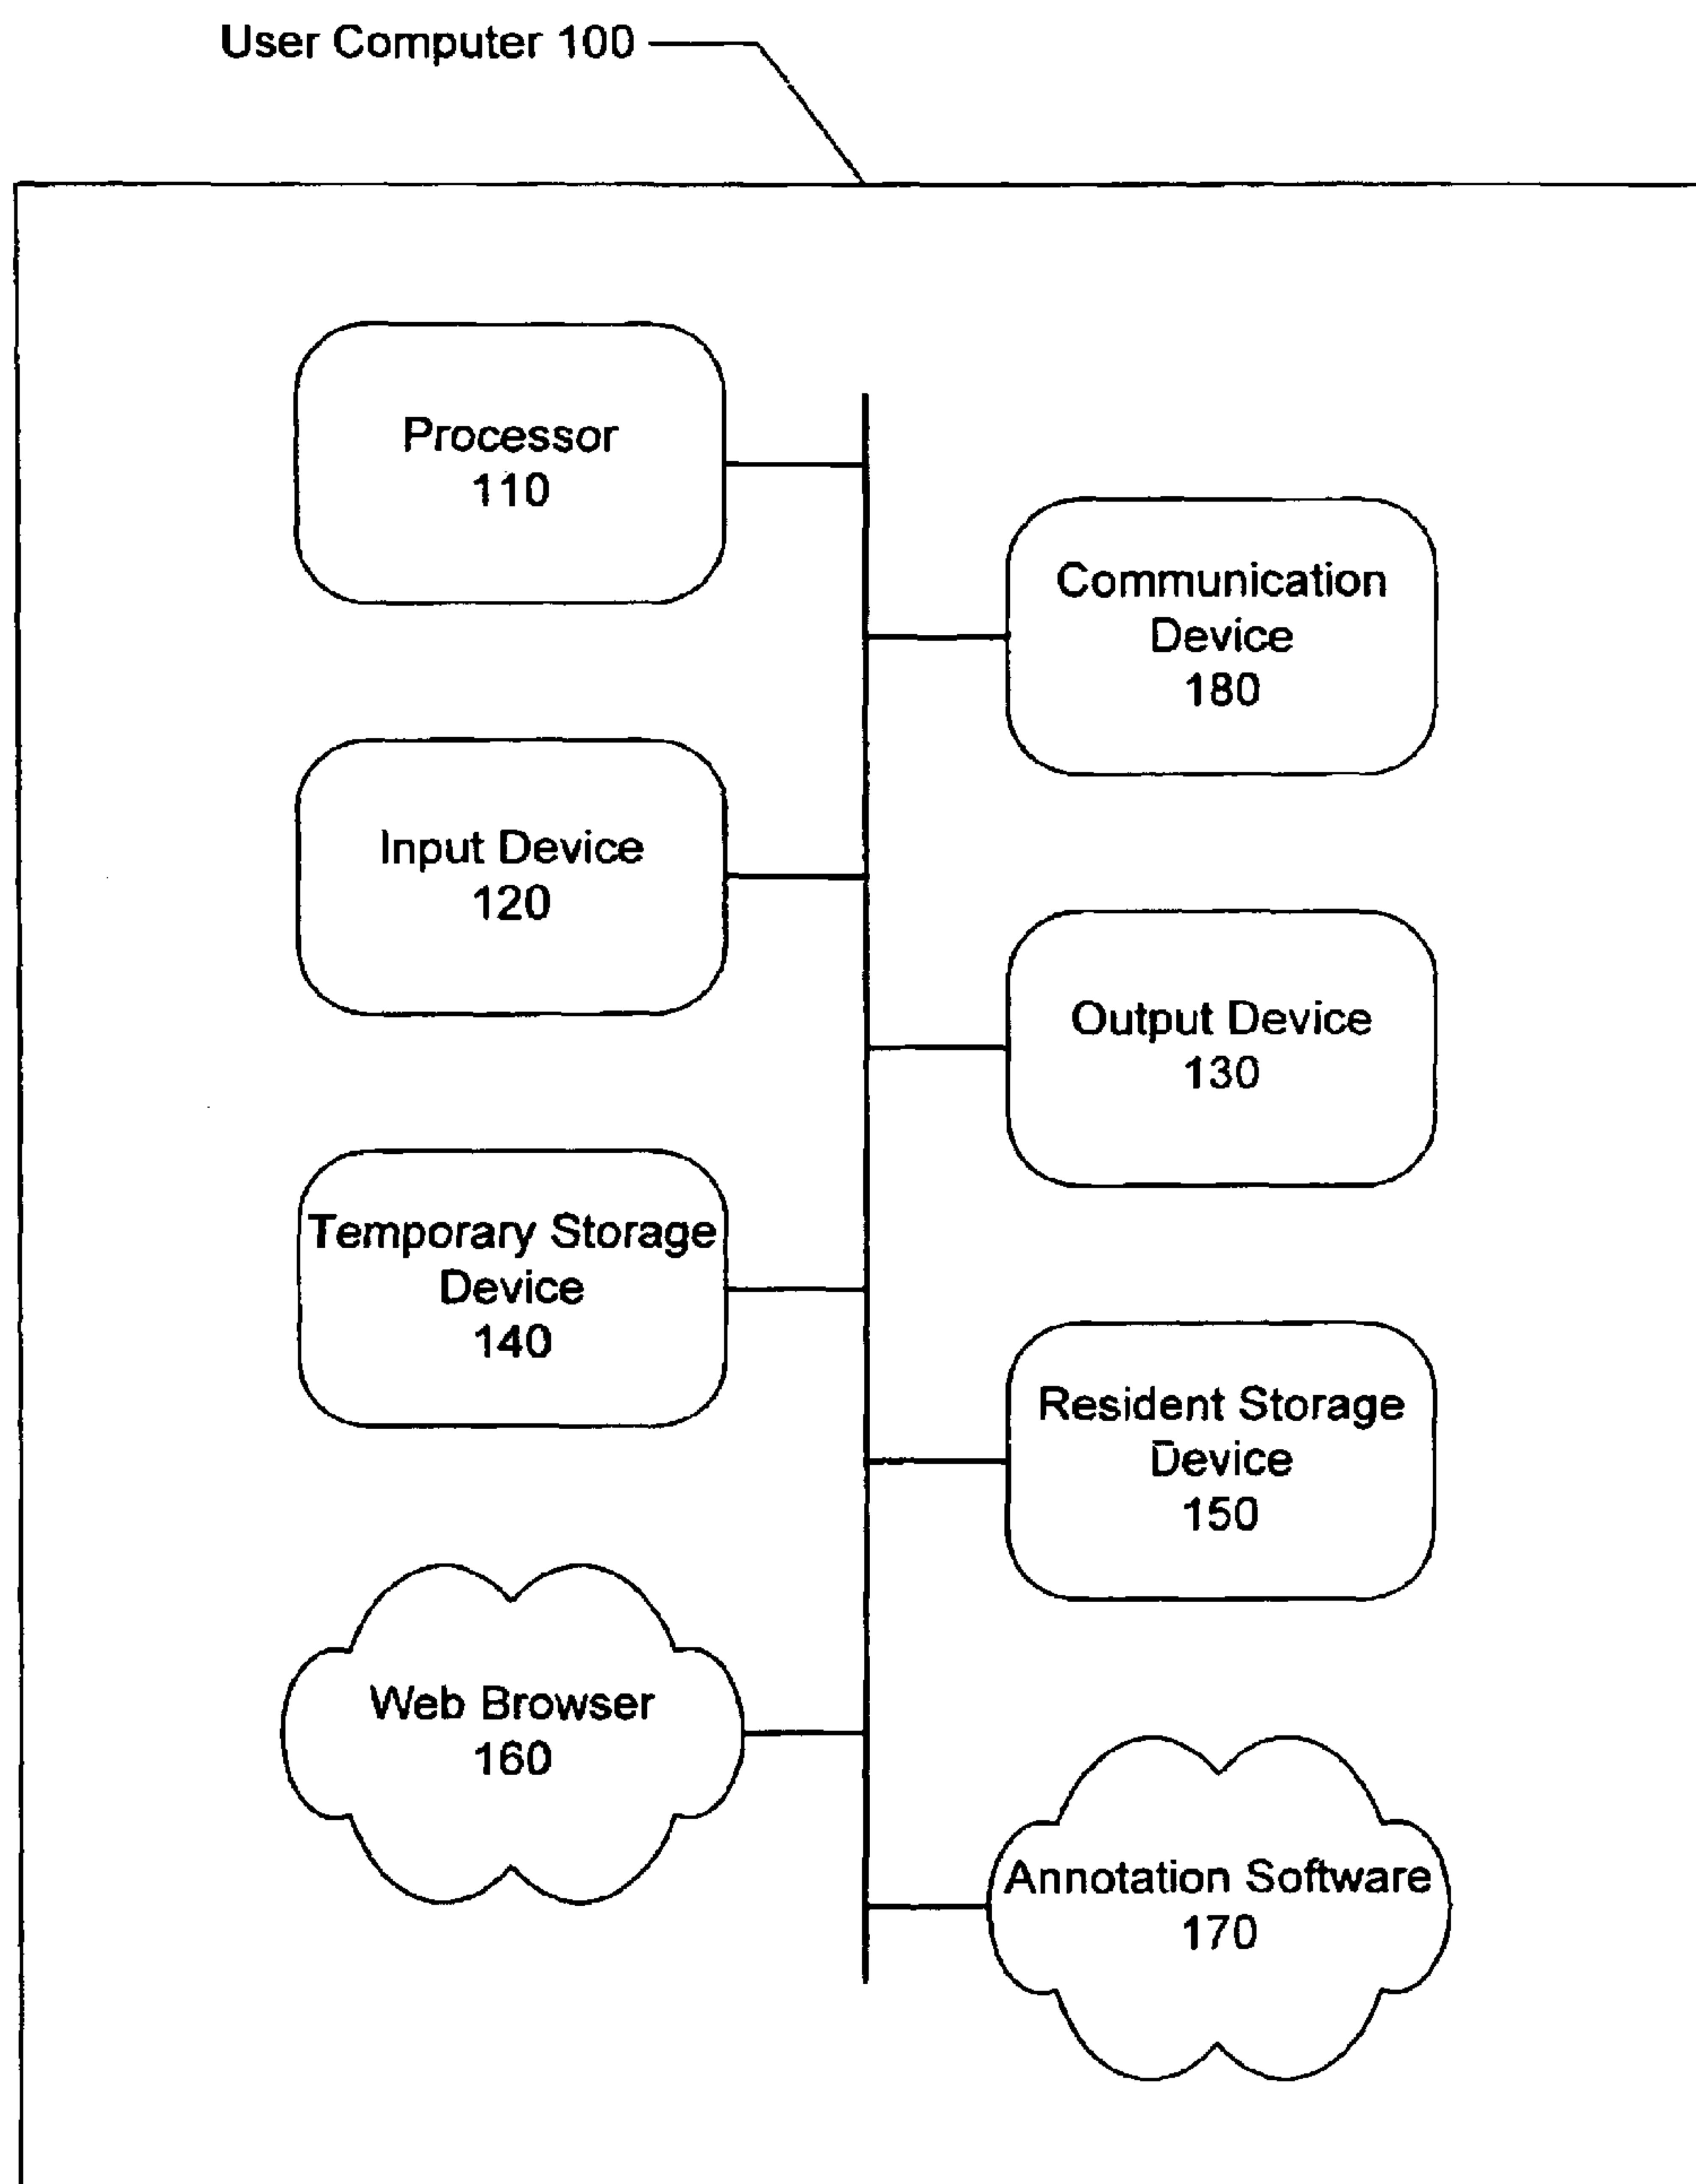 User Computer 100
Processor
110
Communication
Device
180
Input Device
120
Output Device
130
Temporary Storage
Device
140
Resident Storage
Device
150
Web Browser
160
Annotation Software
170